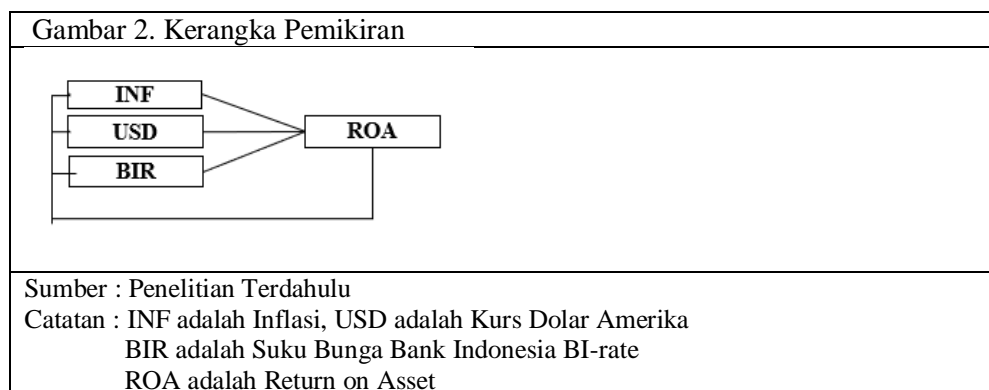 Gambar 2. Kerangka Pemikiran
INF
USD
ROA
BIR
Sumber : Penelitian Terdahulu
Catatan : INF adalah Inflasi, USD adalah Kurs Dolar Amerika
BIR adalah Suku Bunga Bank Indonesia BI-rate
ROA adalah Return on Asset